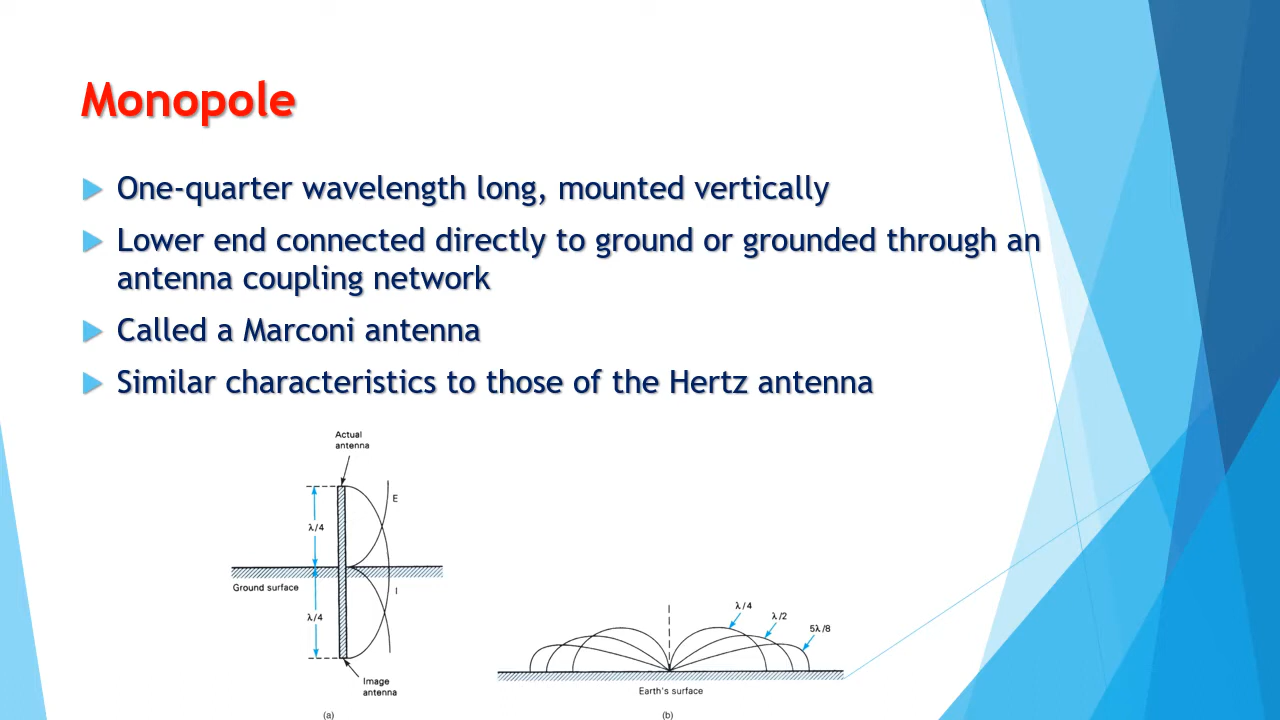 Monopole
One-quarter wavelength long, mounted vertically
Lower end connected directly to ground or grounded through an
antenna coupling network
Called a Marconi antenna
Similar characteristics to those of the Hertz antenna
Actual
antenna
E
λ/4
Ground surface
I
λ/4
Image
antenna
(a)
λ/4
λ/2
5λ/8
Earth's surface
(b)